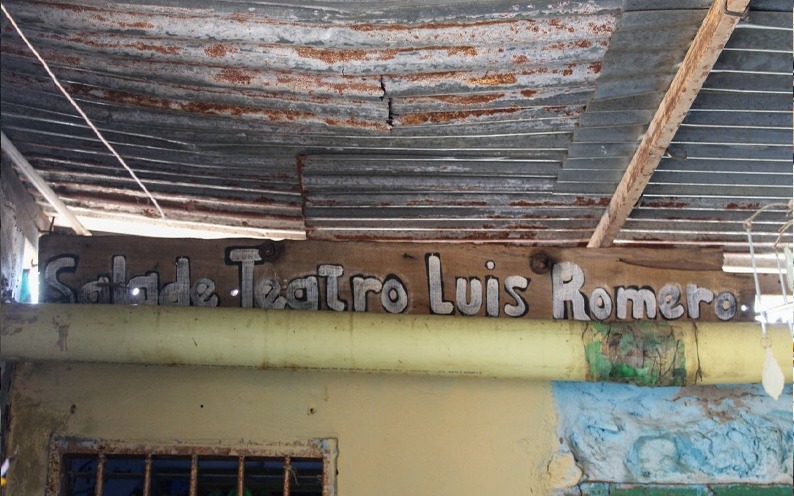 Sala de Teatro Luis Romero